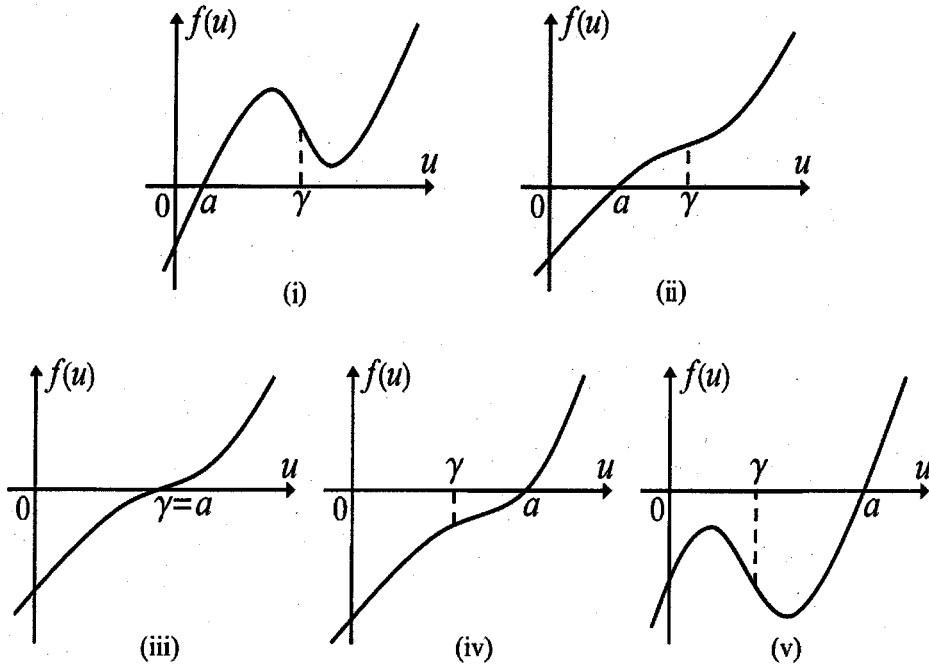 f(u)
u
0
a
γ
(i)
f(u)
u
0
a
γ
(ii)
f(u)
u
0
γ=a
(iii)
f(u)
γ
u
0
a
(iv)
f(u)
γ
u
0
a
(v)